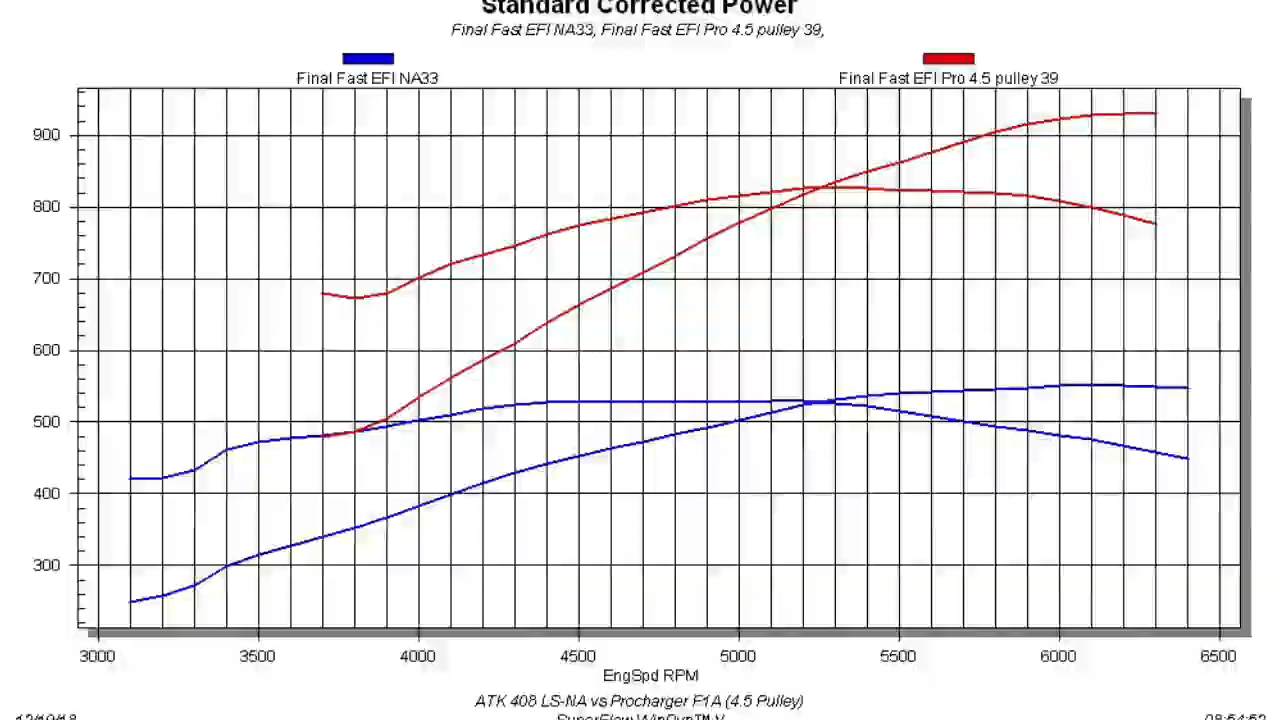 Standard Corrected Power
Final Fast EFI NA33, Final Fast EFI Pro 4.5 pulley 39,
Final Fast EFI NA33
Final Fast EFI Pro 4.5 pulley 39
900
800
700
600
500
400
300
3000 3500 4000 4500 5000 5500 6000 6500
EngSpd RPM
ATK 408 LS-NA vs Procharger F1A (4.5 Pulley)
SuperFlow WinDyn™ V